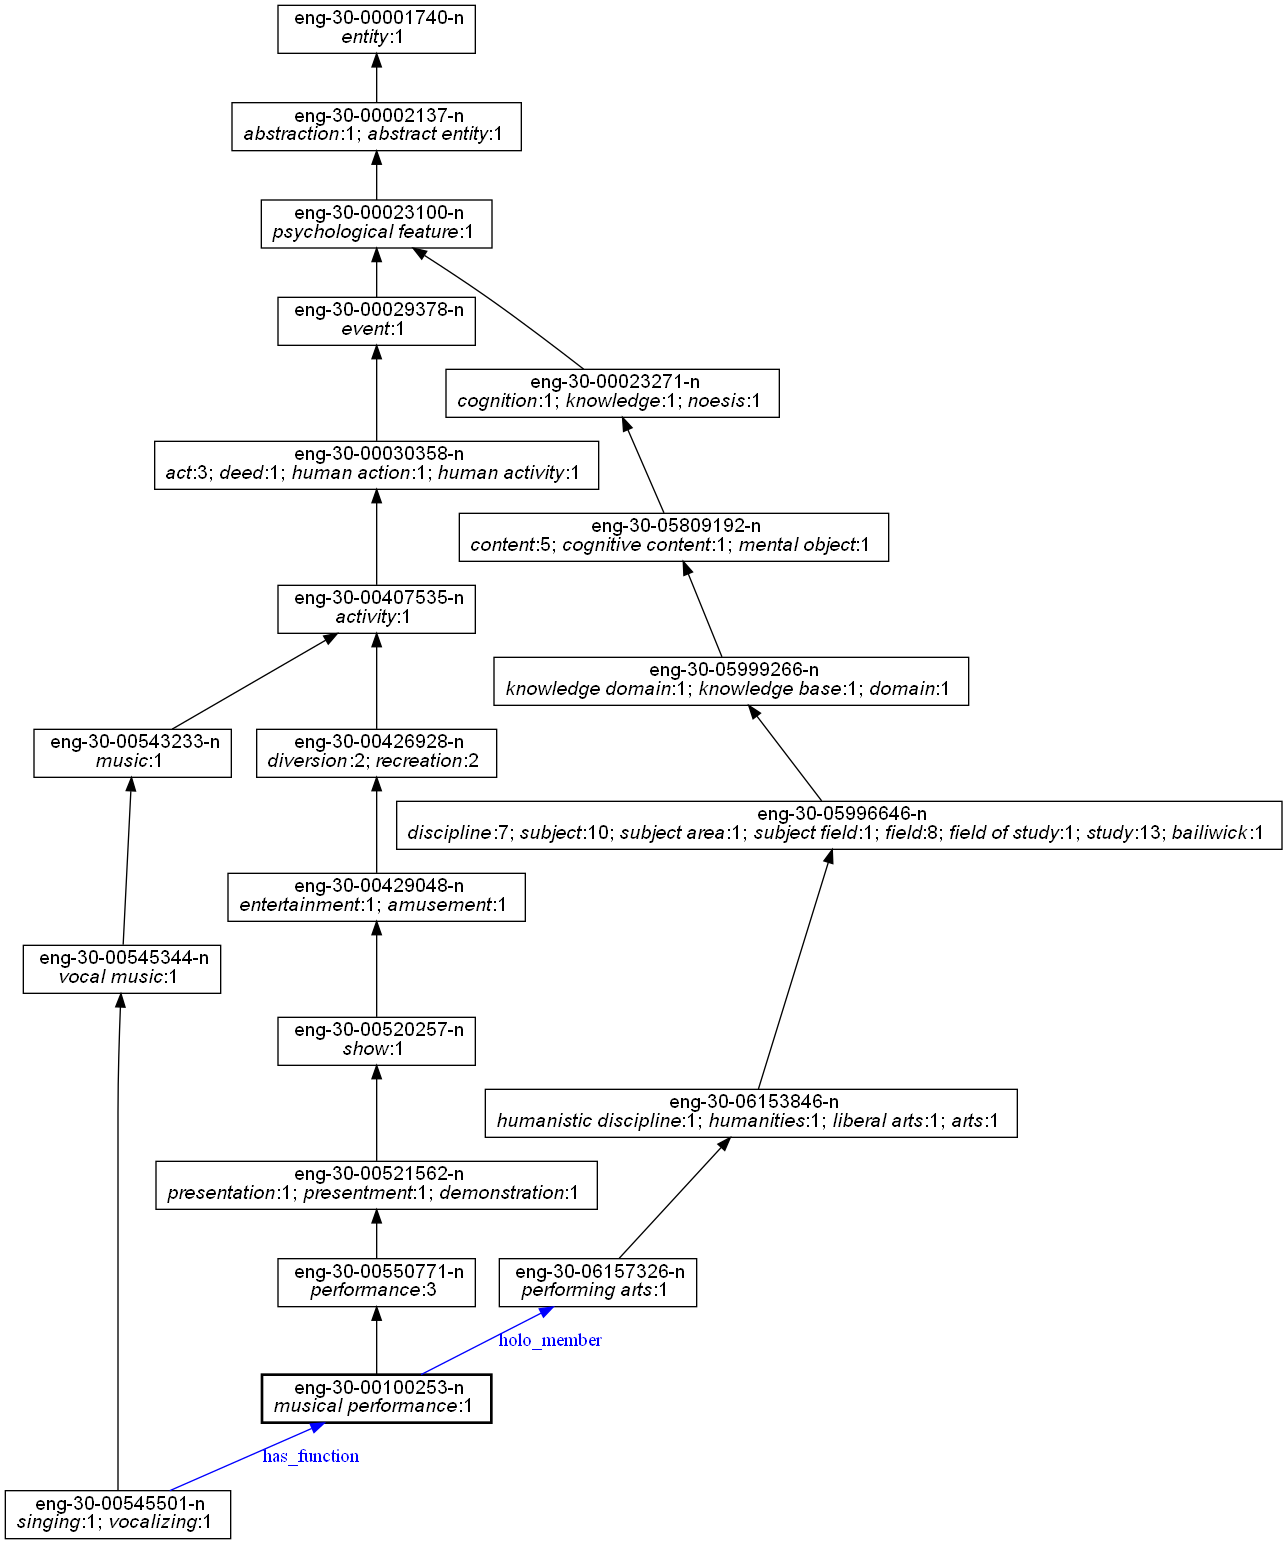 eng-30-00001740-n
entity:1
eng-30-00002137-n
abstraction:1; abstract entity:1
eng-30-00023100-n
psychological feature:1
eng-30-00029378-n
event:1
eng-30-00023271-n
cognition:1; knowledge:1; noesis:1
eng-30-00030358-n
act:3; deed:1; human action:1; human activity:1
eng-30-05809192-n
content:5; cognitive content:1; mental object:1
eng-30-00407535-n
activity:1
eng-30-05999266-n
knowledge domain:1; knowledge base:1; domain:1
eng-30-00543233-n
music:1
eng-30-00426928-n
diversion:2; recreation:2
eng-30-05996646-n
discipline:7; subject:10; subject area:1; subject field:1; field:8; field of study:1; study:13; bailiwick:1
eng-30-00429048-n
entertainment:1; amusement:1
eng-30-00545344-n
vocal music:1
eng-30-00520257-n
show:1
eng-30-06153846-n
humanistic discipline:1; humanities:1; liberal arts:1; arts:1
eng-30-00521562-n
presentation:1; presentment:1; demonstration:1
eng-30-00550771-n
performance:3
eng-30-06157326-n
performing arts:1
holo_member
eng-30-00100253-n
musical performance:1
has_function
eng-30-00545501-n
singing:1; vocalizing:1